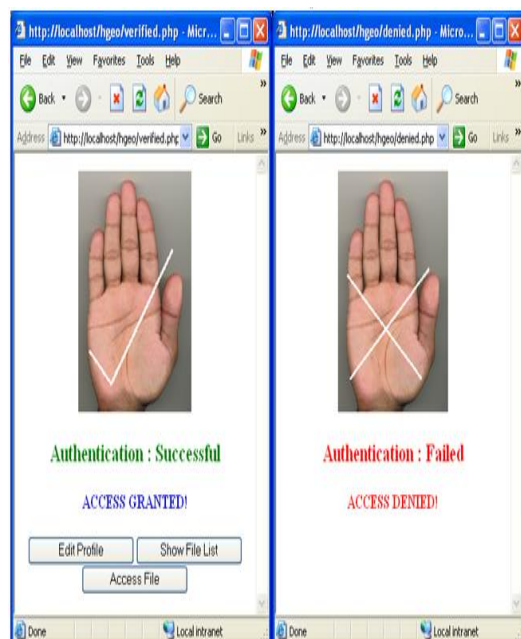 http://localhost/hgeo/verified.php - Micr...
File Edit View Favorites Tools Help
Back Search
Address http://localhost/hgeo/verified.php Go Links
Authentication : Successful
ACCESS GRANTED!
Edit Profile Show File List
Access File
Done Local intranet
http://localhost/hgeo/denied.php - Micro...
File Edit View Favorites Tools Help
Back Search
Address http://localhost/hgeo/denied.php Go Links
Authentication : Failed
ACCESS DENIED!
Done Local intranet